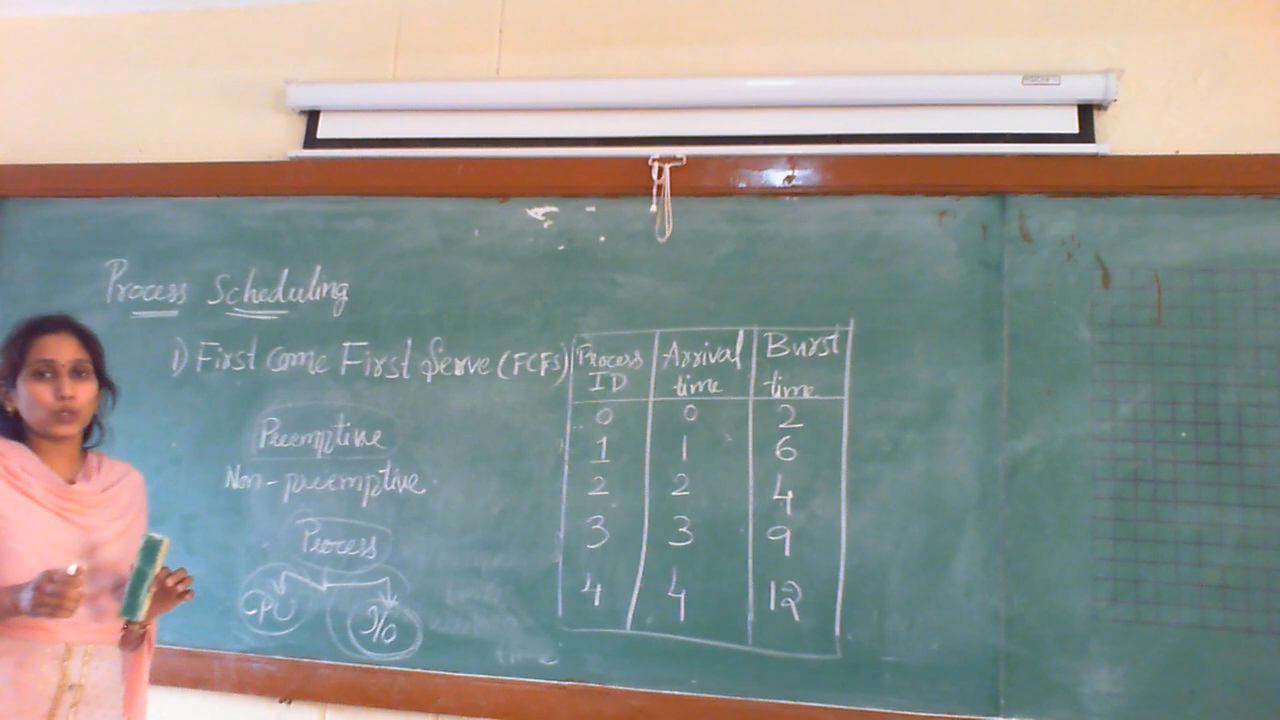 Process Scheduling
1) First come First Serve (FCFS)
Preemptive
Non-preemptive
Process
CPU I/O
Process ID Arrival time Burst time
0 0 2
1 1 6
2 2 4
3 3 9
4 4 12